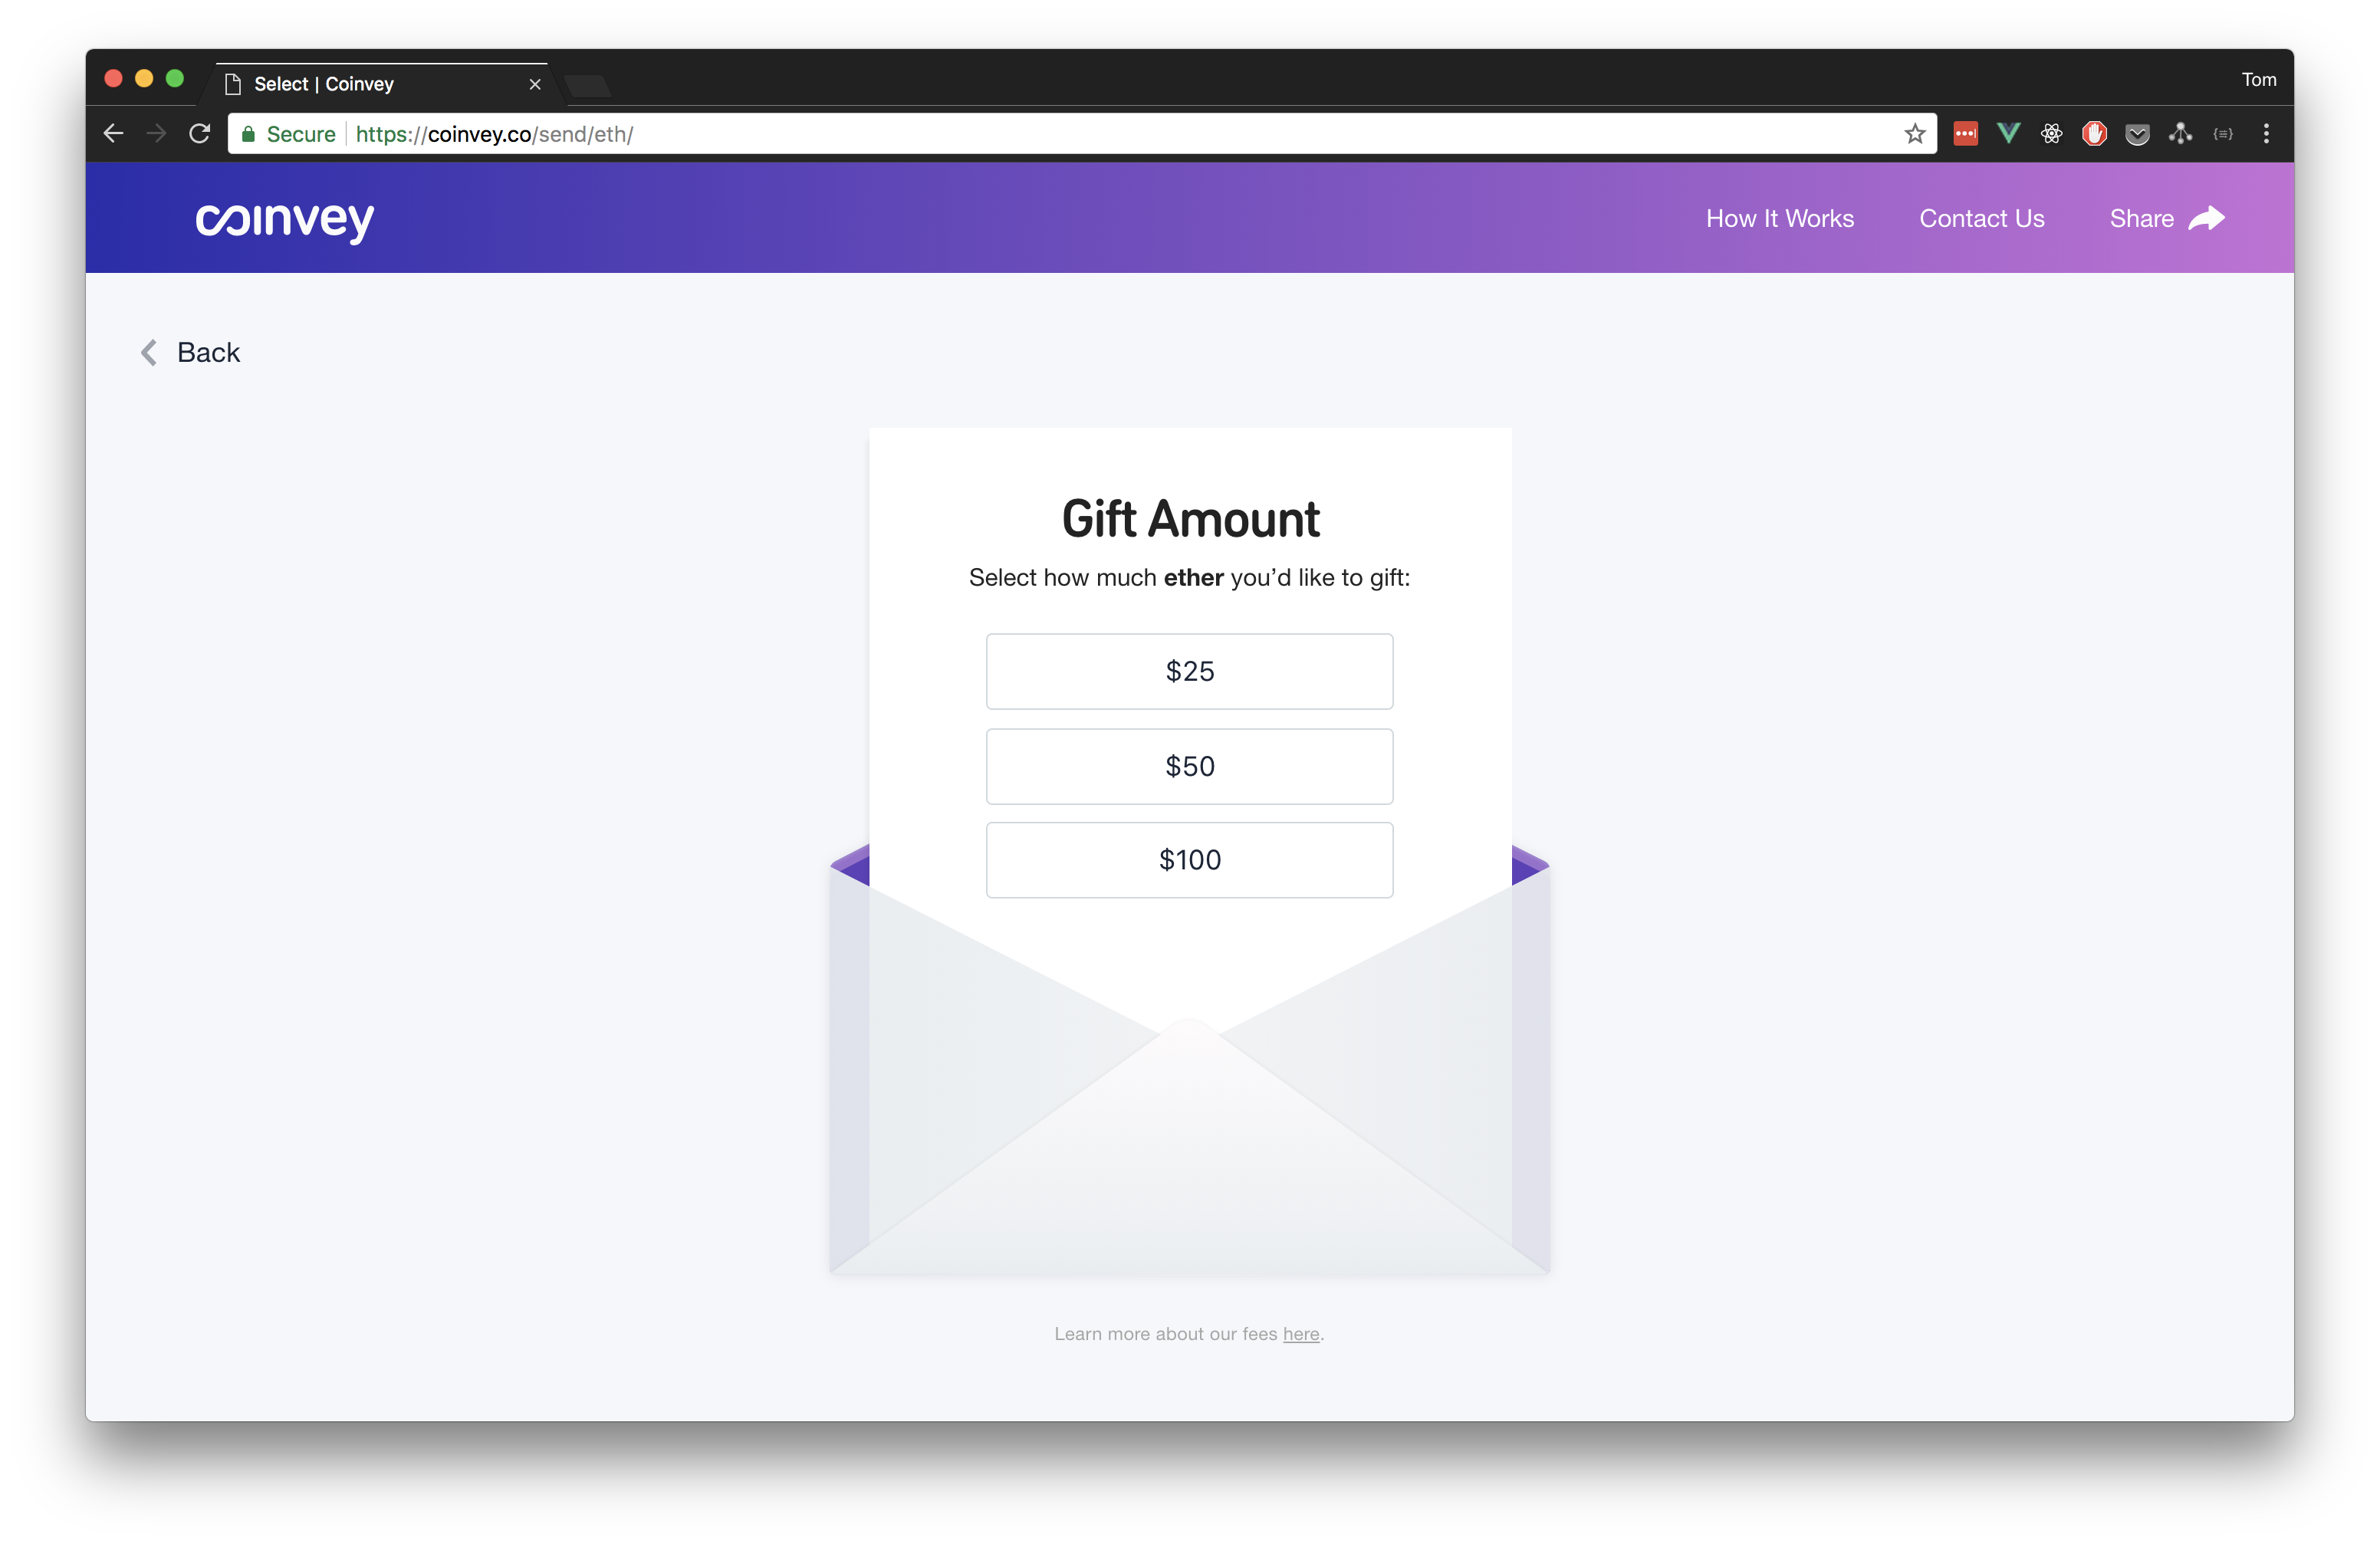 Select | Coinvey
Tom
Secure https://coinvey.co/send/eth/
coinvey
How It Works
Contact Us
Share
Back
Gift Amount
Select how much ether you’d like to gift:
$25
$50
$100
Learn more about our fees here.